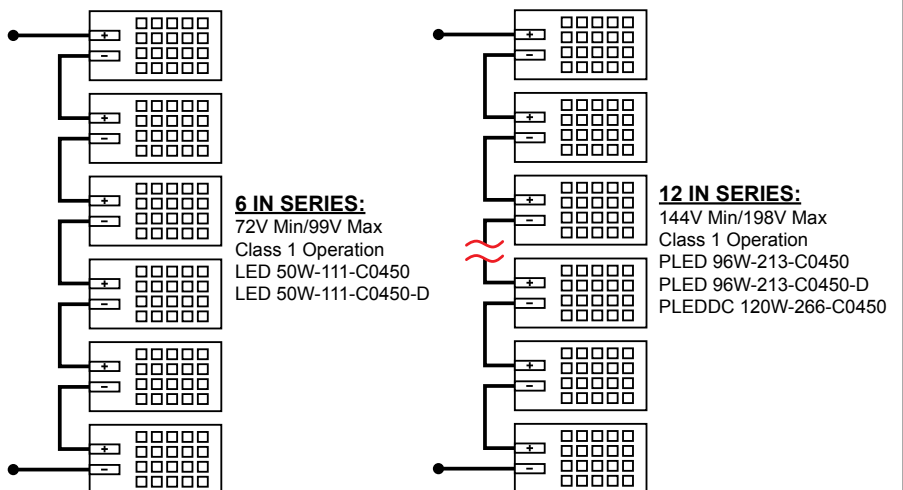 +
−
+
−
+
−
+
−
+
−
+
−
6 IN SERIES:
72V Min/99V Max
Class 1 Operation
LED 50W-111-C0450
LED 50W-111-C0450-D
+
−
+
−
+
−
+
−
+
−
+
−
12 IN SERIES:
144V Min/198V Max
Class 1 Operation
PLED 96W-213-C0450
PLED 96W-213-C0450-D
PLEDDC 120W-266-C0450